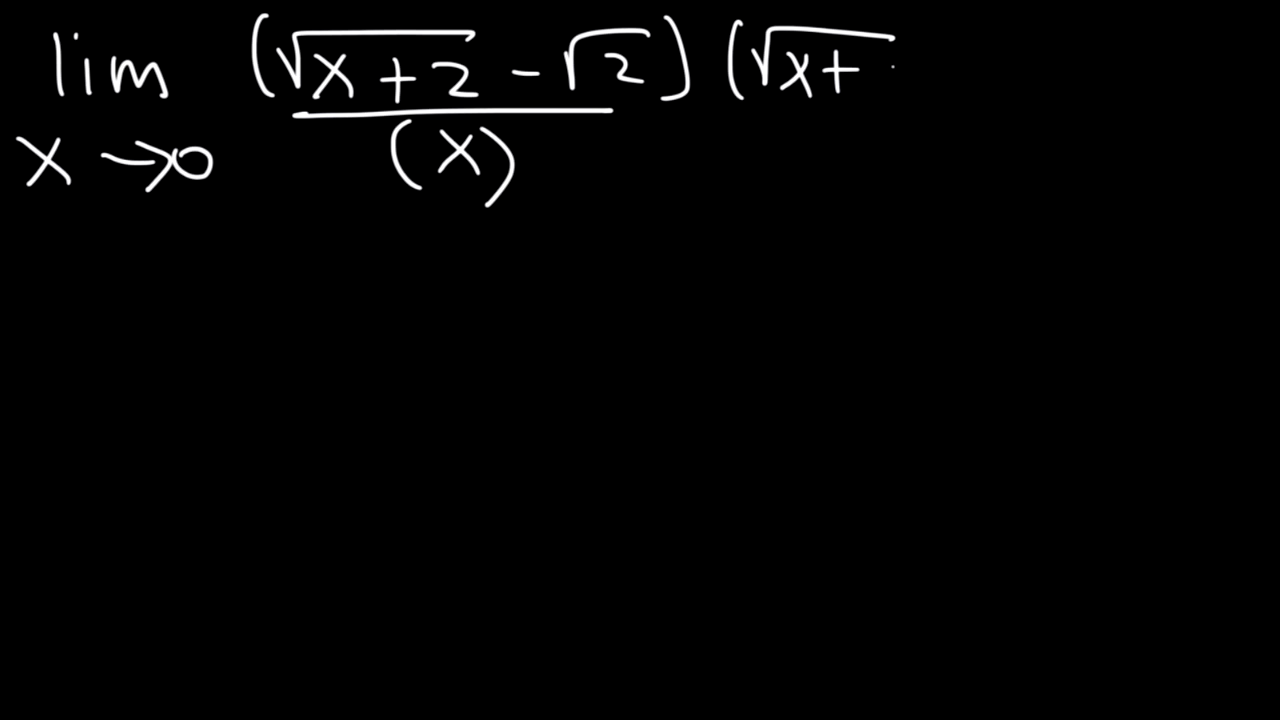 lim (√x+2 - √2) (√x+
x→0 (x)